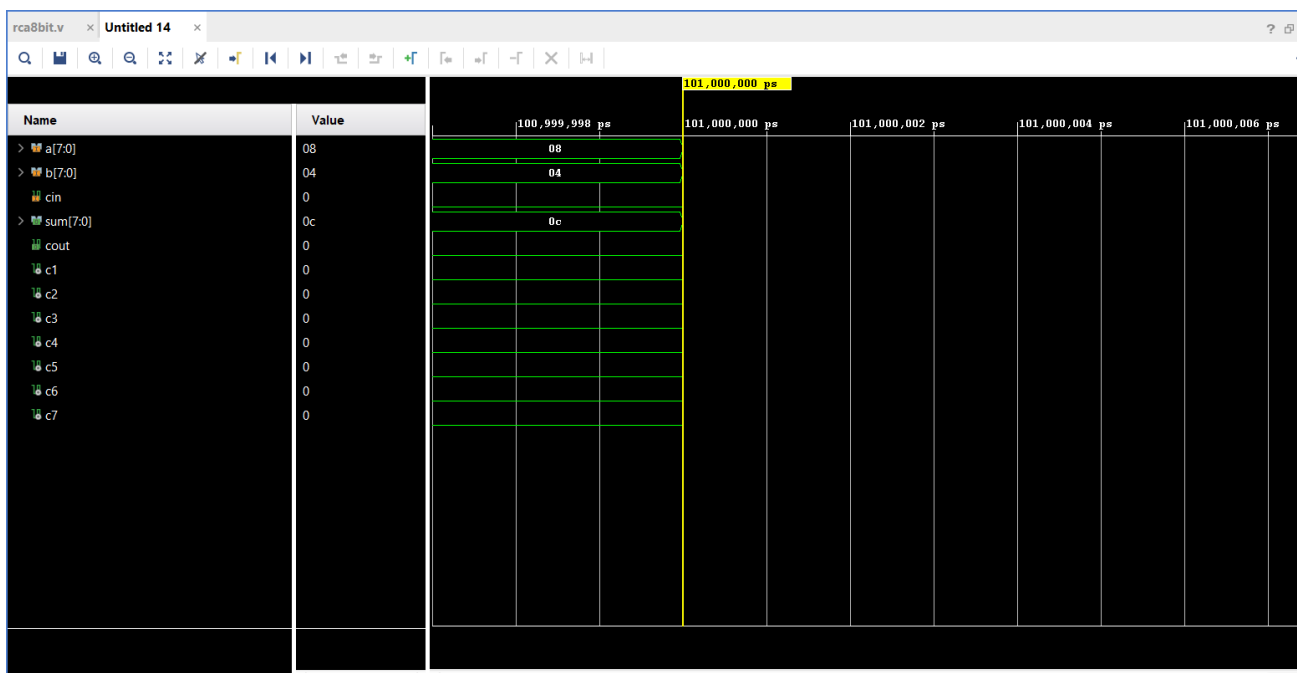 rca8bit.v × Untitled 14 ×
?
101,000,000 ps
Name Value
100,999,998 ps 101,000,000 ps 101,000,002 ps 101,000,004 ps 101,000,006 ps
> a[7:0] 08 08
> b[7:0] 04 04
cin 0
> sum[7:0] 0c 0c
cout 0
c1 0
c2 0
c3 0
c4 0
c5 0
c6 0
c7 0